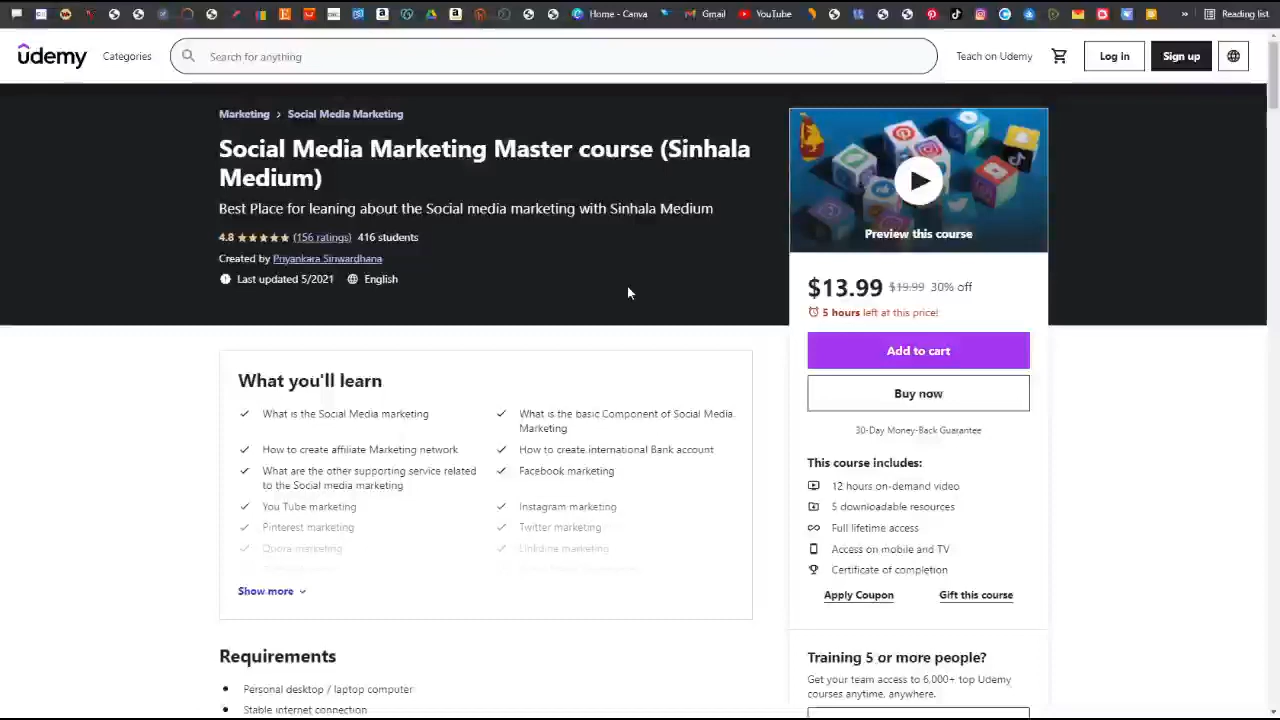 Home - Canva
Gmail
YouTube
»
Reading list
ûdemy
Categories
Search for anything
Teach on Udemy
Log in
Sign up
Marketing > Social Media Marketing
Social Media Marketing Master course (Sinhala
Medium)
Best Place for leaning about the Social media marketing with Sinhala Medium
4.8 (156 ratings) 416 students
Created by Priyankara Siriwardhana
Last updated 5/2021 English
Preview this course
$13.99 $19.99 30% off
5 hours left at this price!
Add to cart
Buy now
30-Day Money-Back Guarantee
This course includes:
12 hours on-demand video
5 downloadable resources
Full lifetime access
Access on mobile and TV
Certificate of completion
Apply Coupon Gift this course
Training 5 or more people?
Get your team access to 6,000+ top Udemy
courses anytime, anywhere.
What you'll learn
What is the Social Media marketing
What is the basic Component of Social Media
Marketing
How to create affiliate Marketing network
How to create international Bank account
What are the other supporting service related
to the Social media marketing
Facebook marketing
You Tube marketing
Instagram marketing
Pinterest marketing
Twitter marketing
Quora marketing
Linkdine marketing
Show more
Requirements
Personal desktop / laptop computer
Stable internet connection